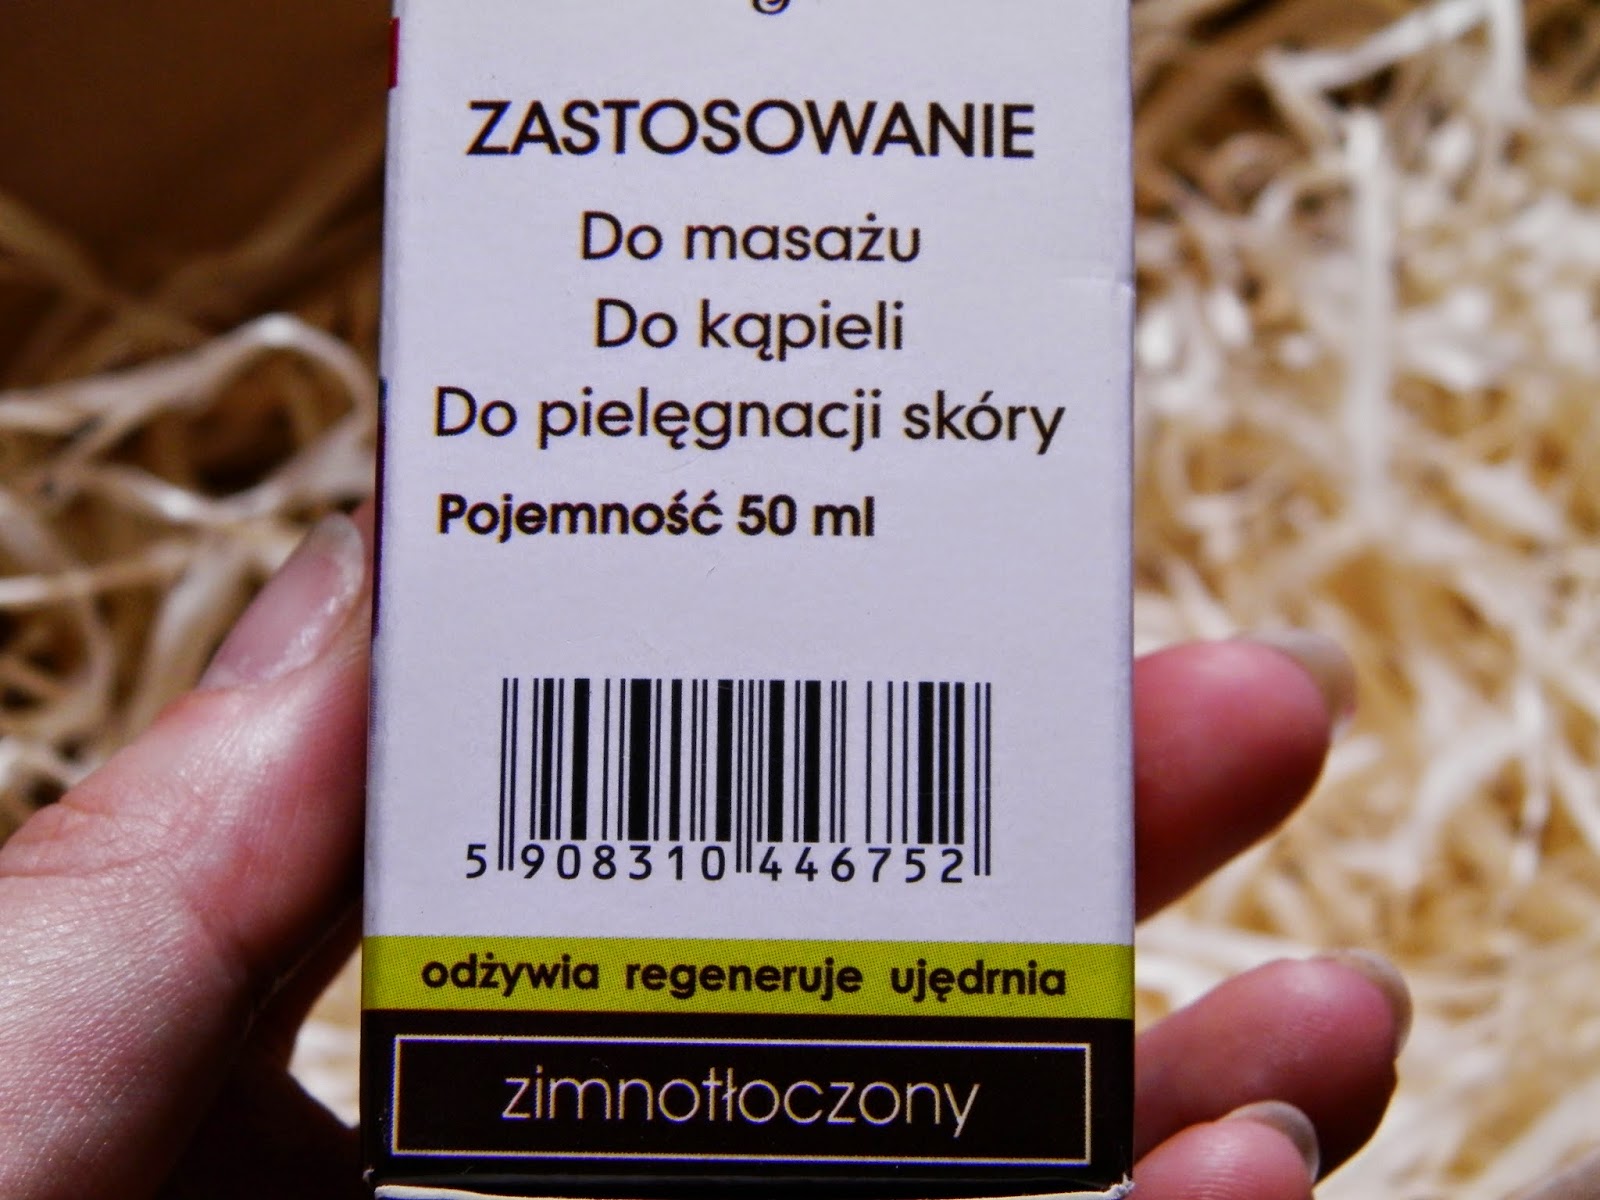 ZASTOSOWANIE
Do masażu
Do kąpieli
Do pielęgnacji skóry
Pojemność 50 ml
5 908310 446752
odżywia regeneruje ujędrnia
zimnotłoczony